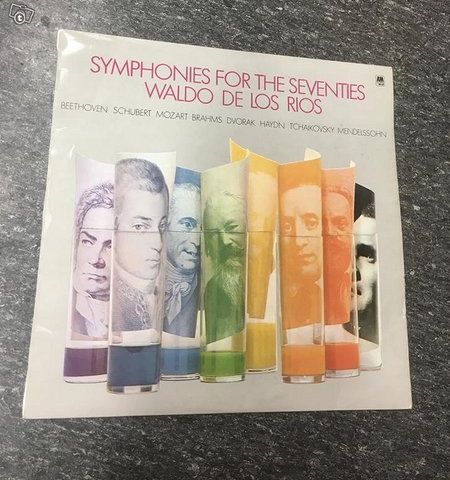 SYMPHONIES FOR THE SEVENTIES
WALDO DE LOS RIOS
BEETHOVEN SCHUBERT MOZART BRAHMS DVORAK HAYDN TCHAIKOVSKY MENDELSSOHN